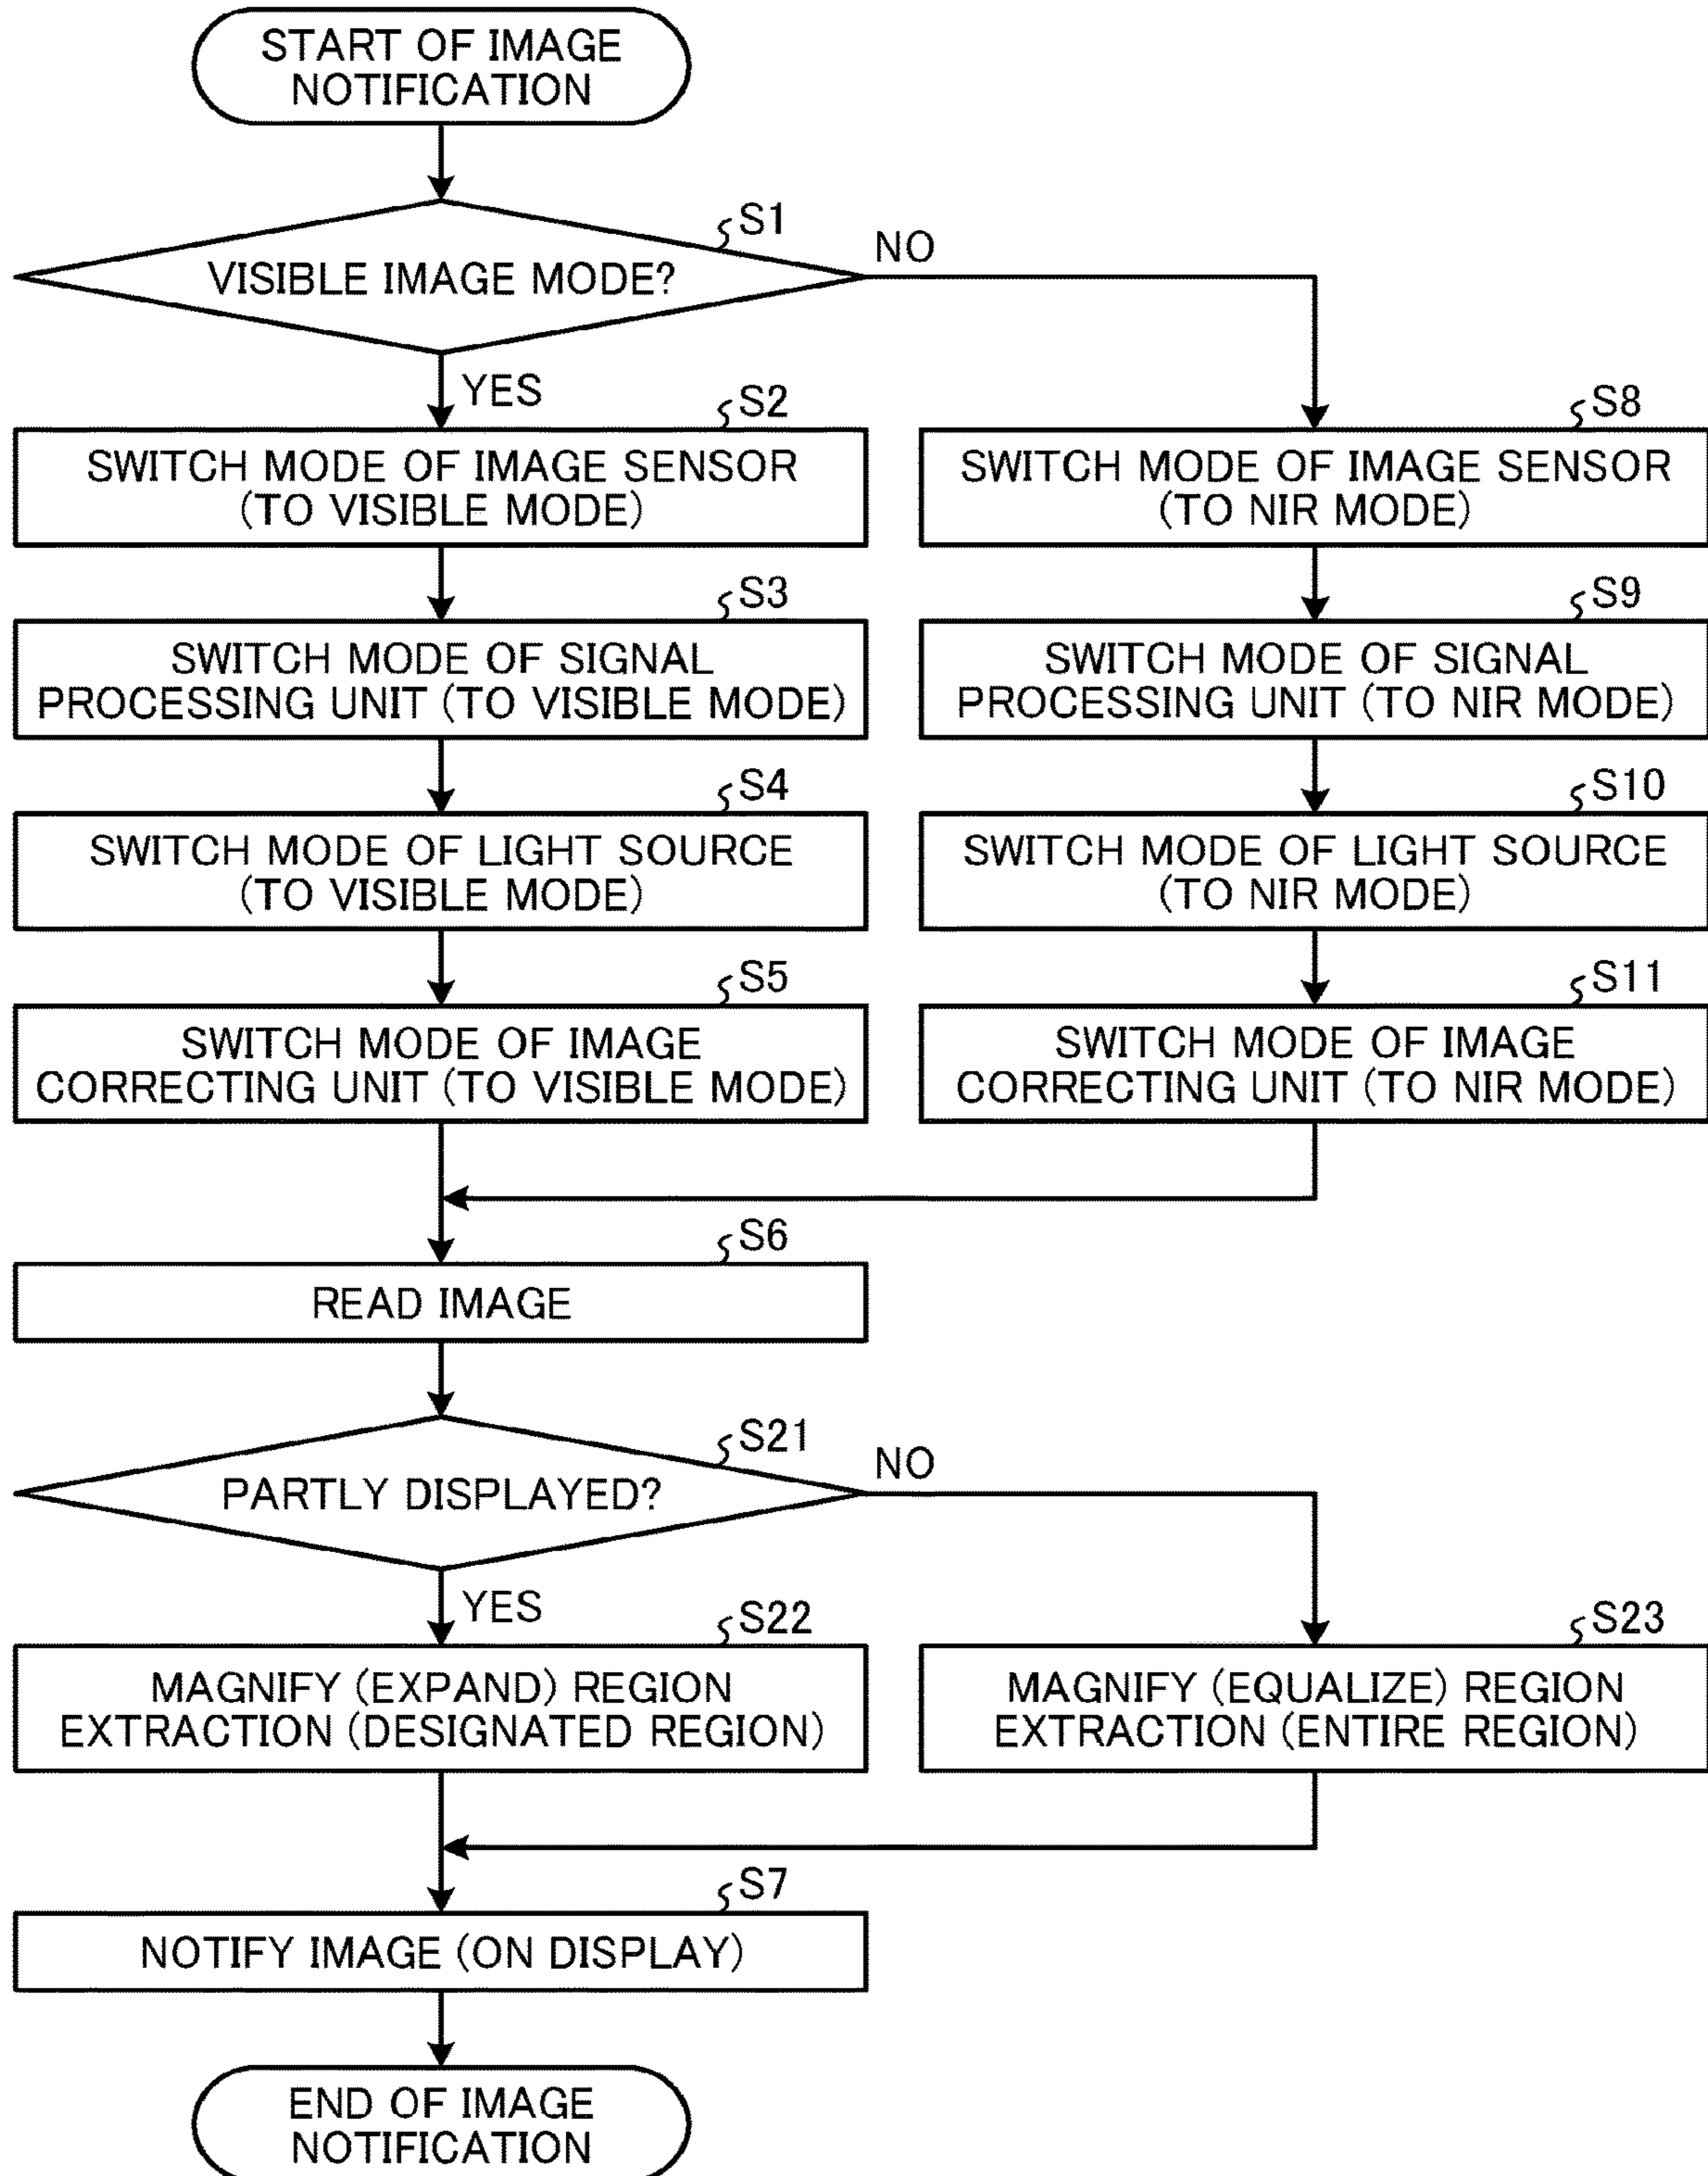 START OF IMAGE
NOTIFICATION
S1
VISIBLE IMAGE MODE?
NO
YES
S2
SWITCH MODE OF IMAGE SENSOR
(TO VISIBLE MODE)
S8
SWITCH MODE OF IMAGE SENSOR
(TO NIR MODE)
S3
SWITCH MODE OF SIGNAL
PROCESSING UNIT (TO VISIBLE MODE)
S9
SWITCH MODE OF SIGNAL
PROCESSING UNIT (TO NIR MODE)
S4
SWITCH MODE OF LIGHT SOURCE
(TO VISIBLE MODE)
S10
SWITCH MODE OF LIGHT SOURCE
(TO NIR MODE)
S5
SWITCH MODE OF IMAGE
CORRECTING UNIT (TO VISIBLE MODE)
S11
SWITCH MODE OF IMAGE
CORRECTING UNIT (TO NIR MODE)
S6
READ IMAGE
S21
PARTLY DISPLAYED?
NO
YES
S22
MAGNIFY (EXPAND) REGION
EXTRACTION (DESIGNATED REGION)
S23
MAGNIFY (EQUALIZE) REGION
EXTRACTION (ENTIRE REGION)
S7
NOTIFY IMAGE (ON DISPLAY)
END OF IMAGE
NOTIFICATION